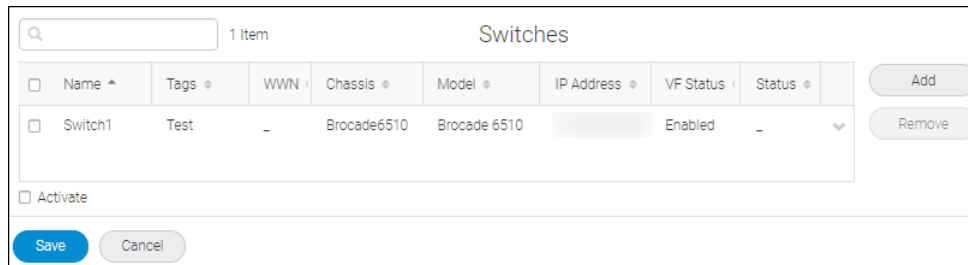 1 Item Switches
Name Tags WWN Chassis Model IP Address VF Status Status Add
Switch1 Test _ Brocade6510 Brocade 6510 Enabled _ Remove
Activate
Save Cancel